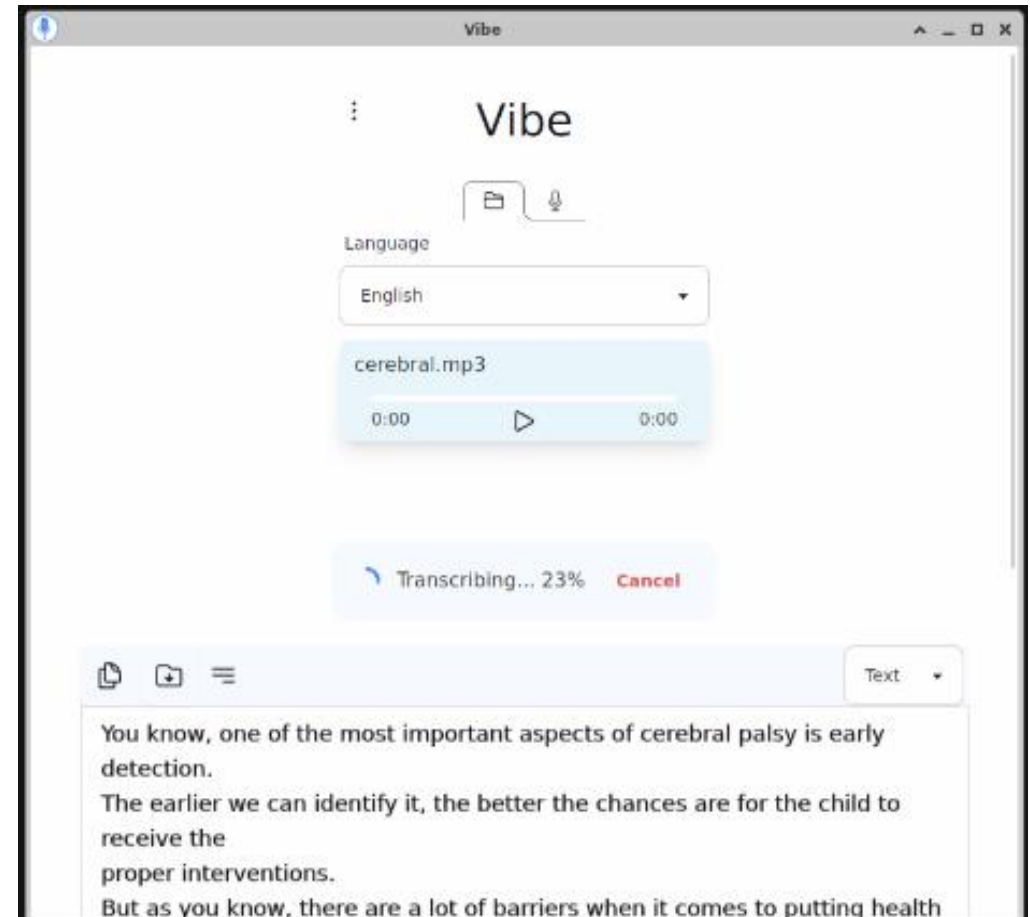 Vibe
Vibe
Language
English
cerebral.mp3
0:00 0:00
Transcribing... 23% Cancel
Text
You know, one of the most important aspects of cerebral palsy is early
detection.
The earlier we can identify it, the better the chances are for the child to
receive the
proper interventions.
But as you know, there are a lot of barriers when it comes to putting health